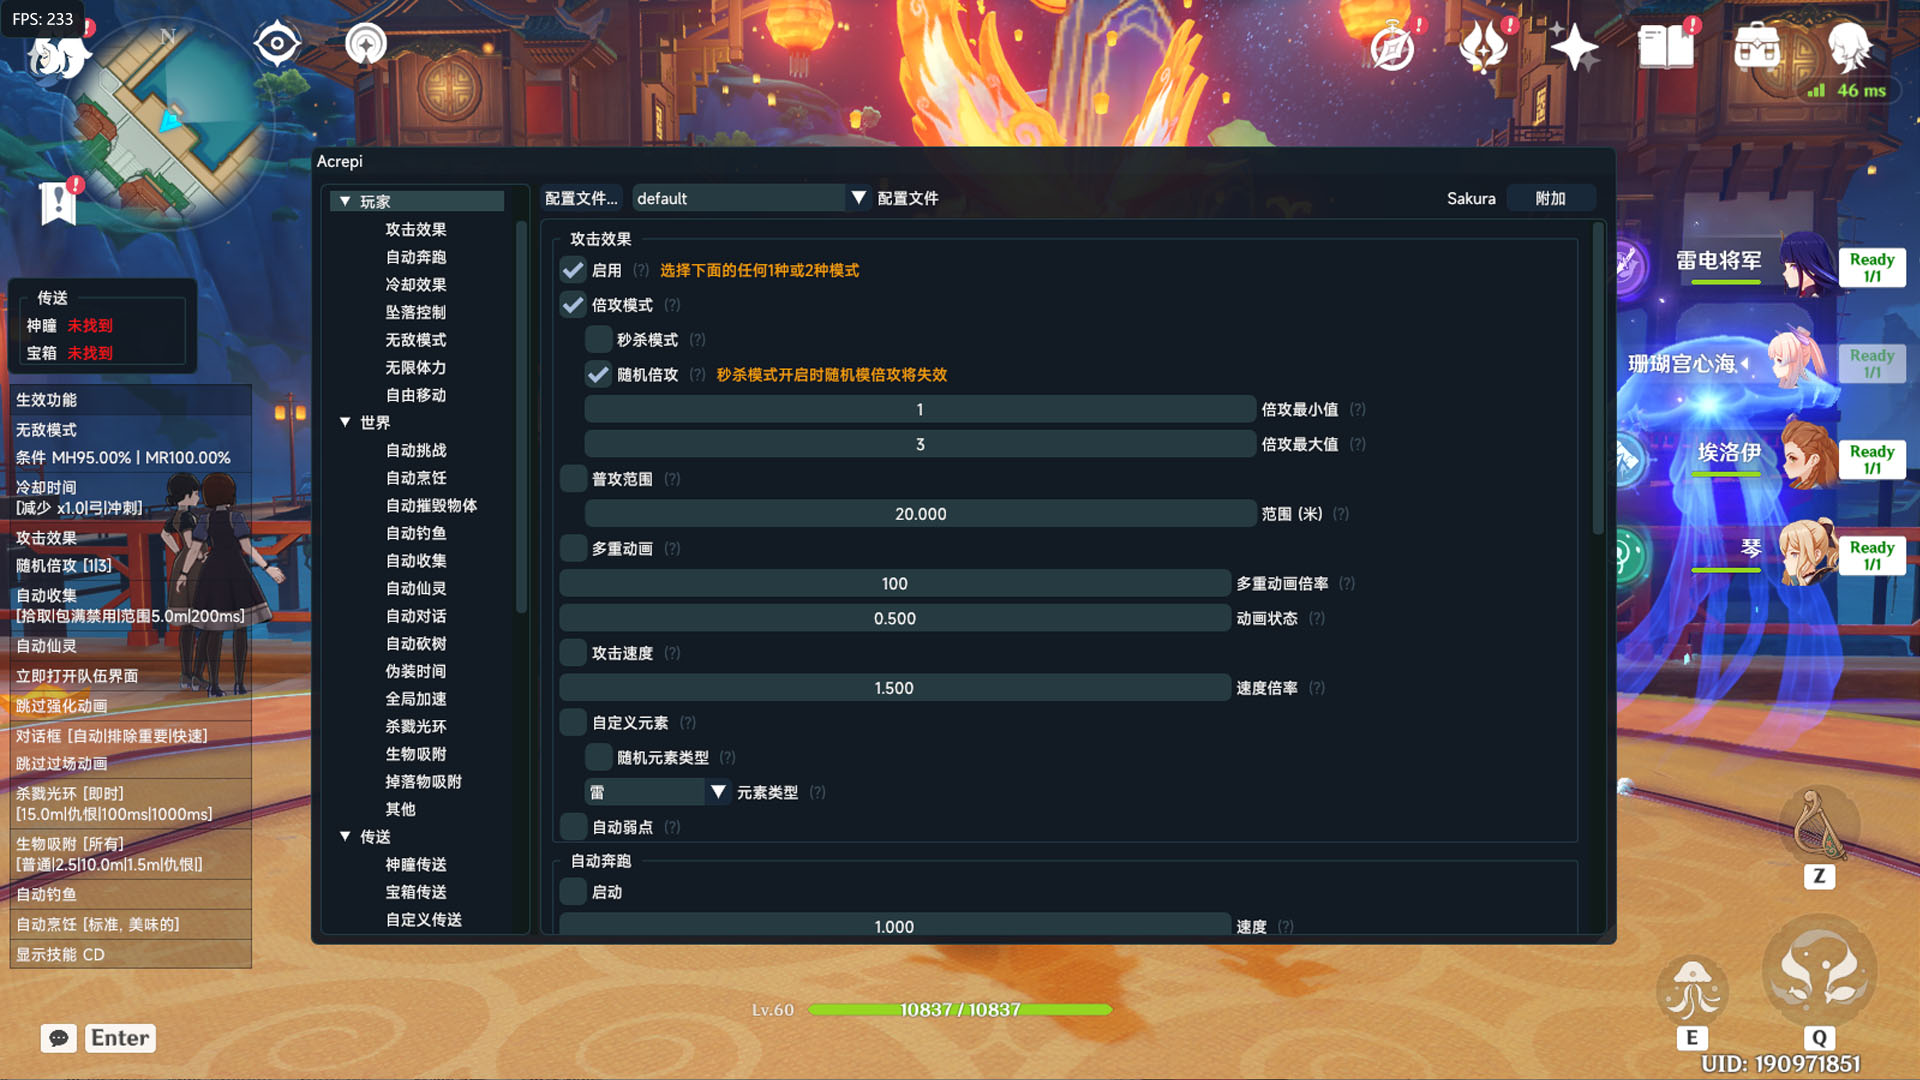 FPS: 233
N
46 ms
Acrepi
玩家
攻击效果
自动奔跑
冷却效果
坠落控制
无敌模式
无限体力
自由移动
世界
自动挑战
自动烹饪
自动摧毁物体
自动钓鱼
自动收集
自动仙灵
自动对话
自动砍树
伪装时间
全局加速
杀戮光环
生物吸附
掉落物吸附
其他
传送
神瞳传送
宝箱传送
自定义传送
配置文件...
default
配置文件
Sakura
附加
攻击效果
启用 (?) 选择下面的任何1种或2种模式
倍攻模式 (?)
秒杀模式 (?)
随机倍攻 (?) 秒杀模式开启时随机模倍攻将失效
1 倍攻最小值 (?)
3 倍攻最大值 (?)
普攻范围 (?)
20.000 范围 (米) (?)
多重动画 (?)
100 多重动画倍率 (?)
0.500 动画状态 (?)
攻击速度 (?)
1.500 速度倍率 (?)
自定义元素 (?)
随机元素类型 (?)
雷 元素类型 (?)
自动弱点 (?)
自动奔跑
启动
1.000 速度 (?)
传送
神瞳 未找到
宝箱 未找到
生效功能
无敌模式
条件 MH95.00% | MR100.00%
冷却时间
[减少 x1.0|弓|冲刺]
攻击效果
随机倍攻 [1|3]
自动收集
[拾取|包满禁用|范围5.0m|200ms]
自动仙灵
立即打开队伍界面
跳过强化动画
对话框 [自动|排除重要|快速]
跳过过场动画
杀戮光环 [即时]
[15.0m|仇恨|100ms|1000ms]
生物吸附 [所有]
[普通|2.5|10.0m|1.5m|仇恨|]
自动钓鱼
自动烹饪 [标准, 美味的]
显示技能 CD
雷电将军
Ready
1/1
珊瑚宫心海
Ready
1/1
埃洛伊
Ready
1/1
琴
Ready
1/1
Z
E
Q
Lv.60
10837 / 10837
Enter
UID: 190971851